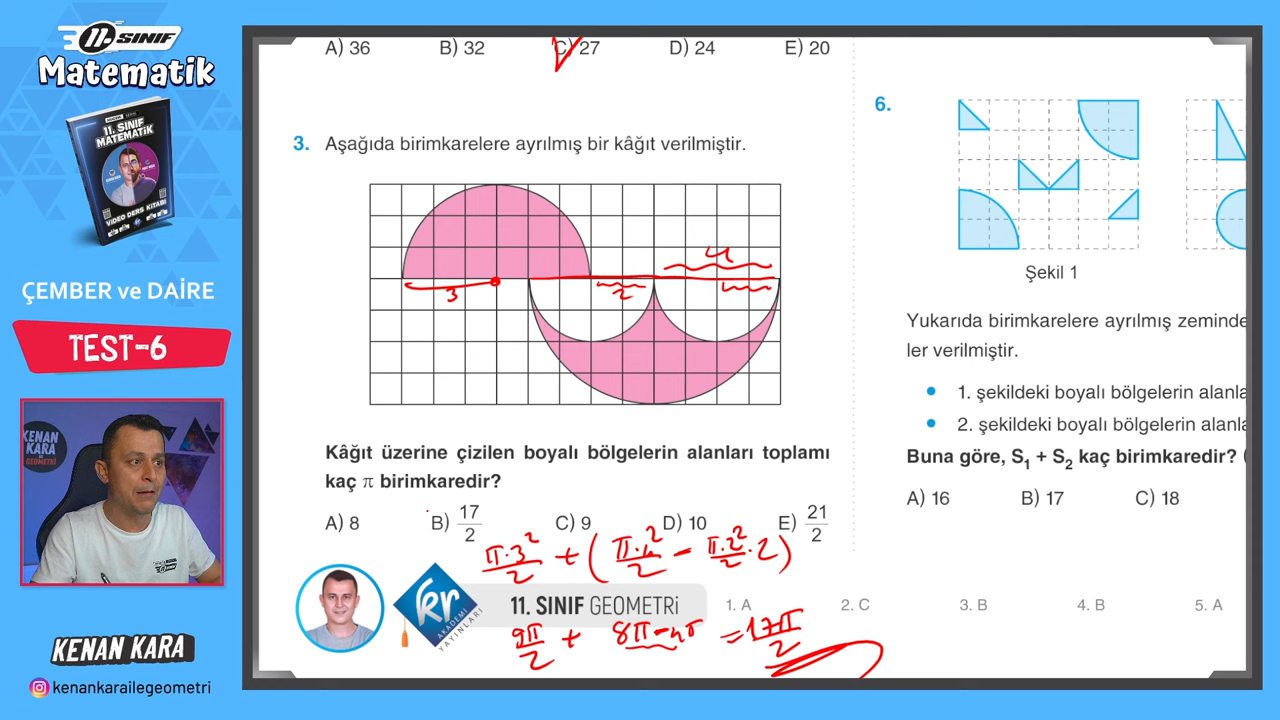 11. SINIF
Matematik
11. SINIF
MATEMATİK
VİDEO DERS KİTABI
ÇEMBER ve DAİRE
TEST-6
KENAN
KARA
GEOMETRİ
KENAN KARA
kenankarailegeometri
A) 36 B) 32 C) 27 D) 24 E) 20
3. Aşağıda birimkarelere ayrılmış bir kâğıt verilmiştir.
4
3 2
Kâğıt üzerine çizilen boyalı bölgelerin alanları toplamı
kaç π birimkaredir?
A) 8 B) 17/2 C) 9 D) 10 E) 21/2
π·3²/2 + (π·4²/2 - π·2²/2 · 2)
9π/2 + 8π-4π = 17π/2
kr
AKADEMİ
YAYINLARI
11. SINIF GEOMETRİ
1. A 2. C 3. B 4. B 5. A
6.
Şekil 1
Yukarıda birimkarelere ayrılmış zeminde
ler verilmiştir.
• 1. şekildeki boyalı bölgelerin alanla
• 2. şekildeki boyalı bölgelerin alanla
Buna göre, S₁ + S₂ kaç birimkaredir? (
A) 16 B) 17 C) 18